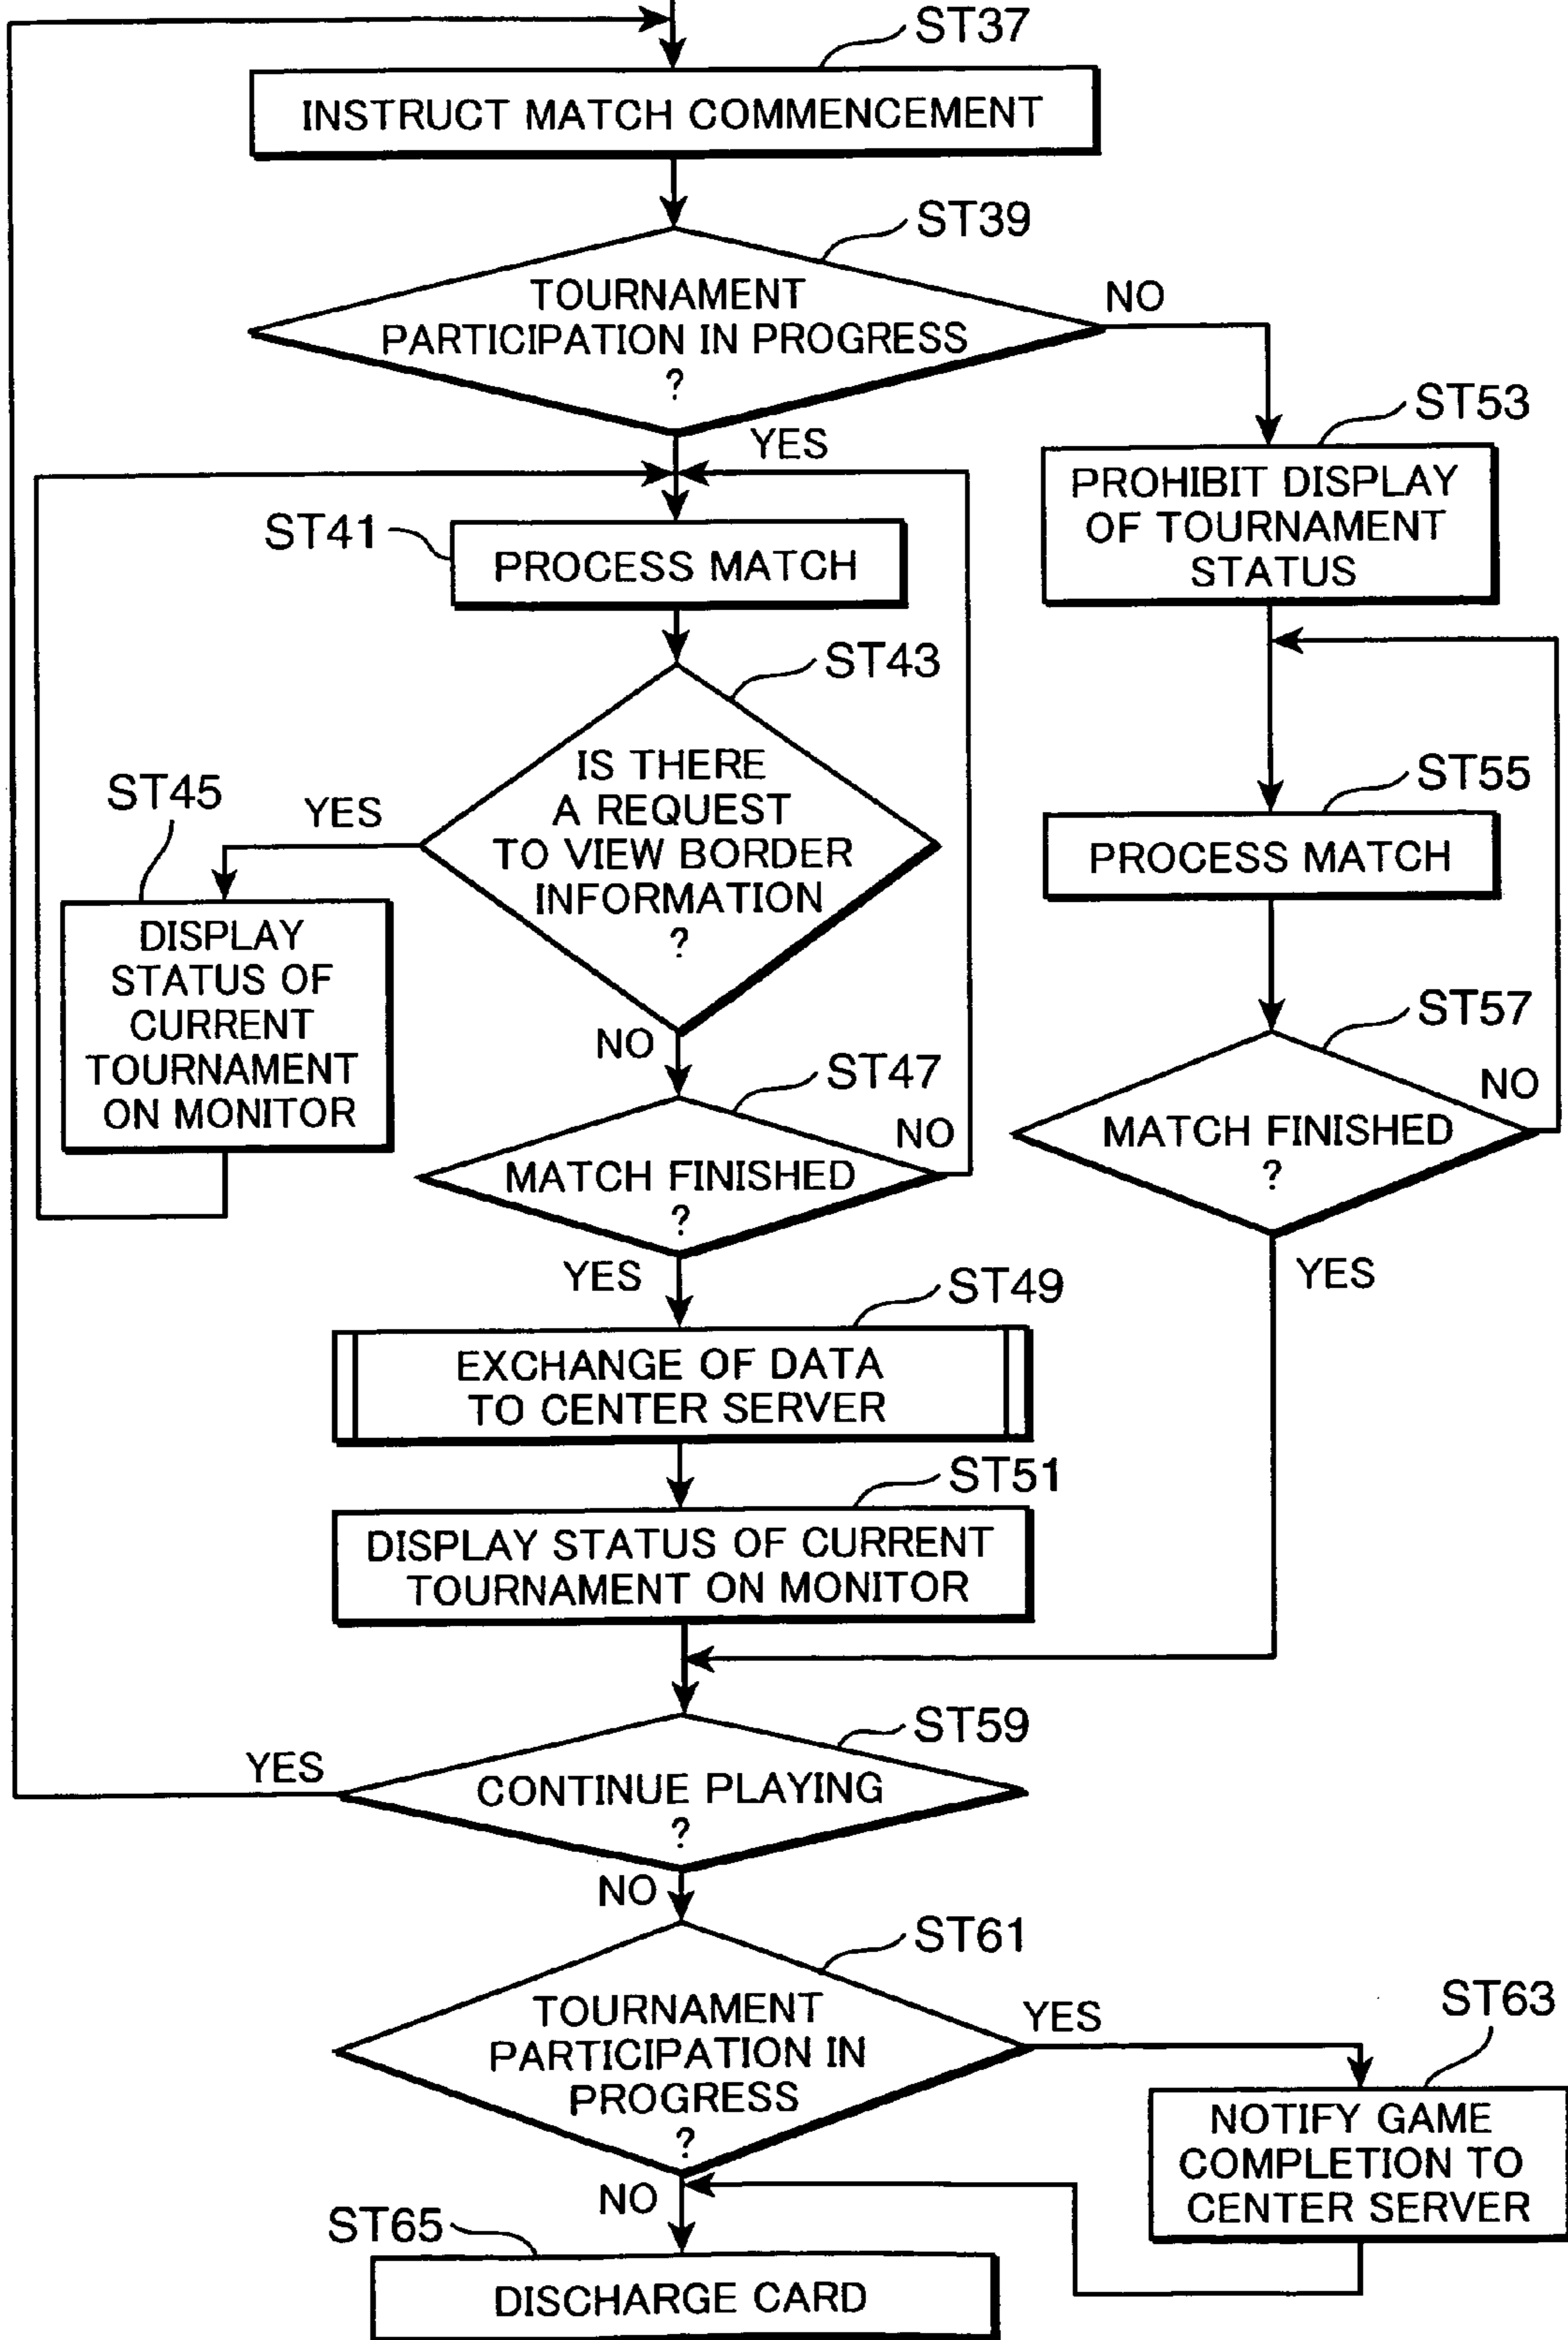 ST37
INSTRUCT MATCH COMMENCEMENT
ST39
TOURNAMENT
PARTICIPATION IN PROGRESS
?
NO
YES
ST53
PROHIBIT DISPLAY
OF TOURNAMENT
STATUS
ST41
PROCESS MATCH
ST43
IS THERE
A REQUEST
TO VIEW BORDER
INFORMATION
?
YES
NO
ST45
DISPLAY
STATUS OF
CURRENT
TOURNAMENT
ON MONITOR
ST55
PROCESS MATCH
ST57
MATCH FINISHED
?
NO
YES
ST47
MATCH FINISHED
?
NO
YES
ST49
EXCHANGE OF DATA
TO CENTER SERVER
ST51
DISPLAY STATUS OF CURRENT
TOURNAMENT ON MONITOR
ST59
CONTINUE PLAYING
?
YES
NO
ST61
TOURNAMENT
PARTICIPATION IN
PROGRESS
?
YES
NO
ST63
NOTIFY GAME
COMPLETION TO
CENTER SERVER
ST65
DISCHARGE CARD